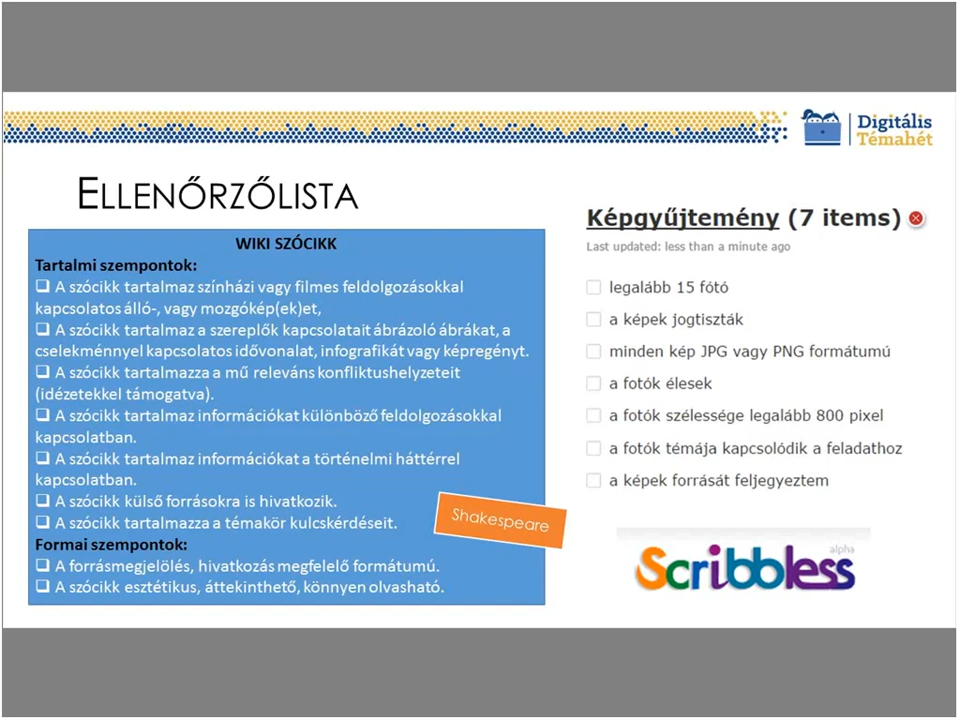 Digitális
Témahét
ELLENŐRZŐLISTA
WIKI SZÓCIKK
Tartalmi szempontok:
❑ A szócikk tartalmaz színházi vagy filmes feldolgozásokkal
kapcsolatos álló-, vagy mozgókép(ek)et,
❑ A szócikk tartalmaz a szereplők kapcsolatait ábrázoló ábrákat, a
cselekménnyel kapcsolatos idővonalat, infografikát vagy képregényt.
❑ A szócikk tartalmazza a mű releváns konfliktushelyzeteit
(idézetekkel támogatva).
❑ A szócikk tartalmaz információkat különböző feldolgozásokkal
kapcsolatban.
❑ A szócikk tartalmaz információkat a történelmi háttérrel
kapcsolatban.
❑ A szócikk külső forrásokra is hivatkozik.
❑ A szócikk tartalmazza a témakör kulcskérdéseit.
Formai szempontok:
❑ A forrásmegjelölés, hivatkozás megfelelő formátumú.
❑ A szócikk esztétikus, áttekinthető, könnyen olvasható.
Shakespeare
Képgyűjtemény (7 items)
Last updated: less than a minute ago
legalább 15 fótó
a képek jogtiszták
minden kép JPG vagy PNG formátumú
a fotók élesek
a fotók szélessége legalább 800 pixel
a fotók témája kapcsolódik a feladathoz
a képek forrását feljegyeztem
alpha
Scribbless